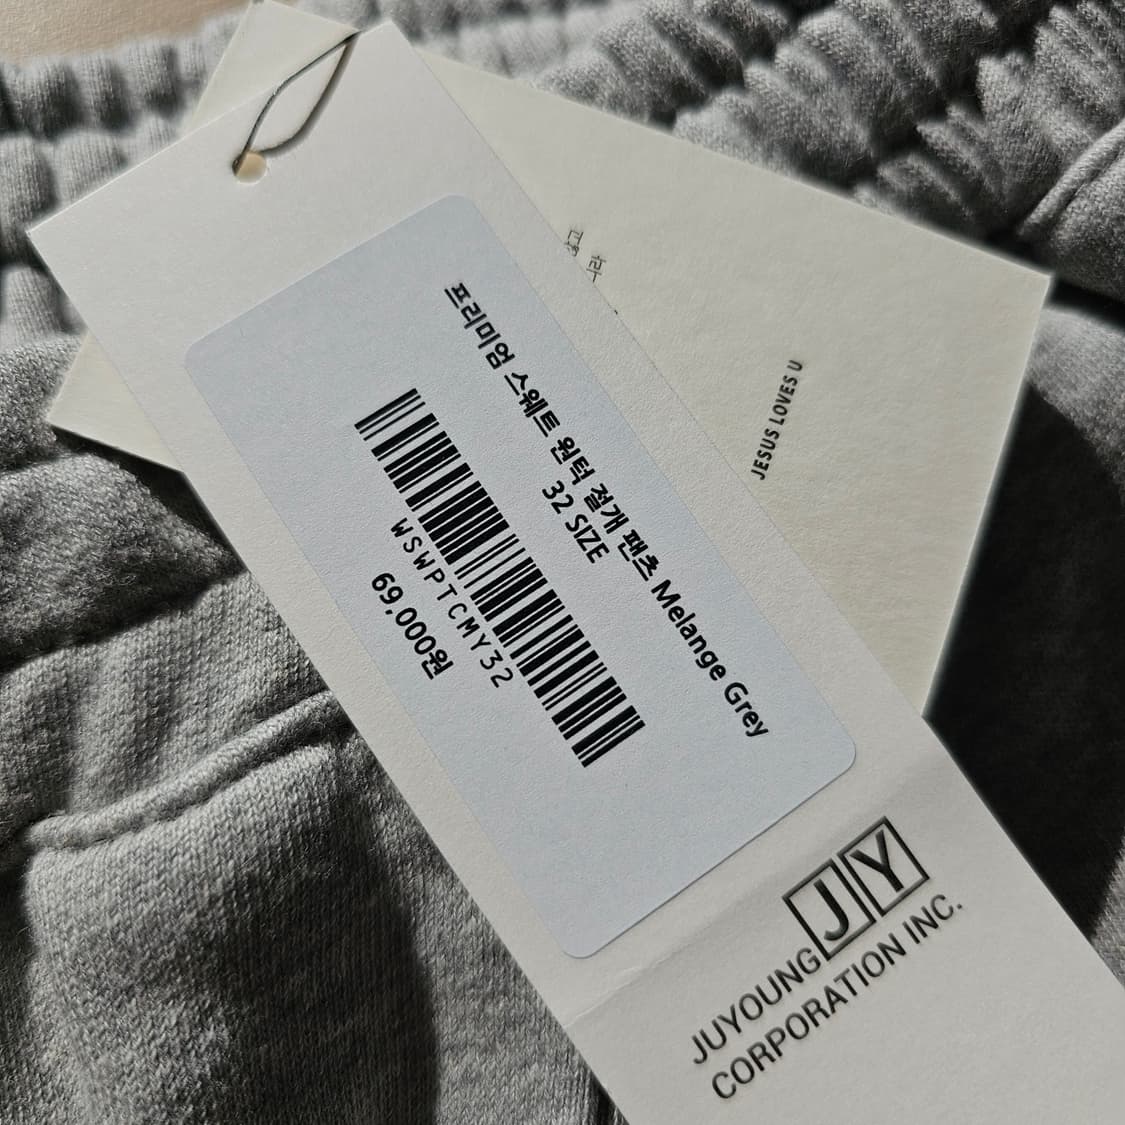 프리미엄 스웨트 원턱 절개 팬츠 Melange Grey
32 SIZE
WSWPTCMY32
69,000원
JY
JUYOUNG
CORPORATION INC.
JESUS LOVES U